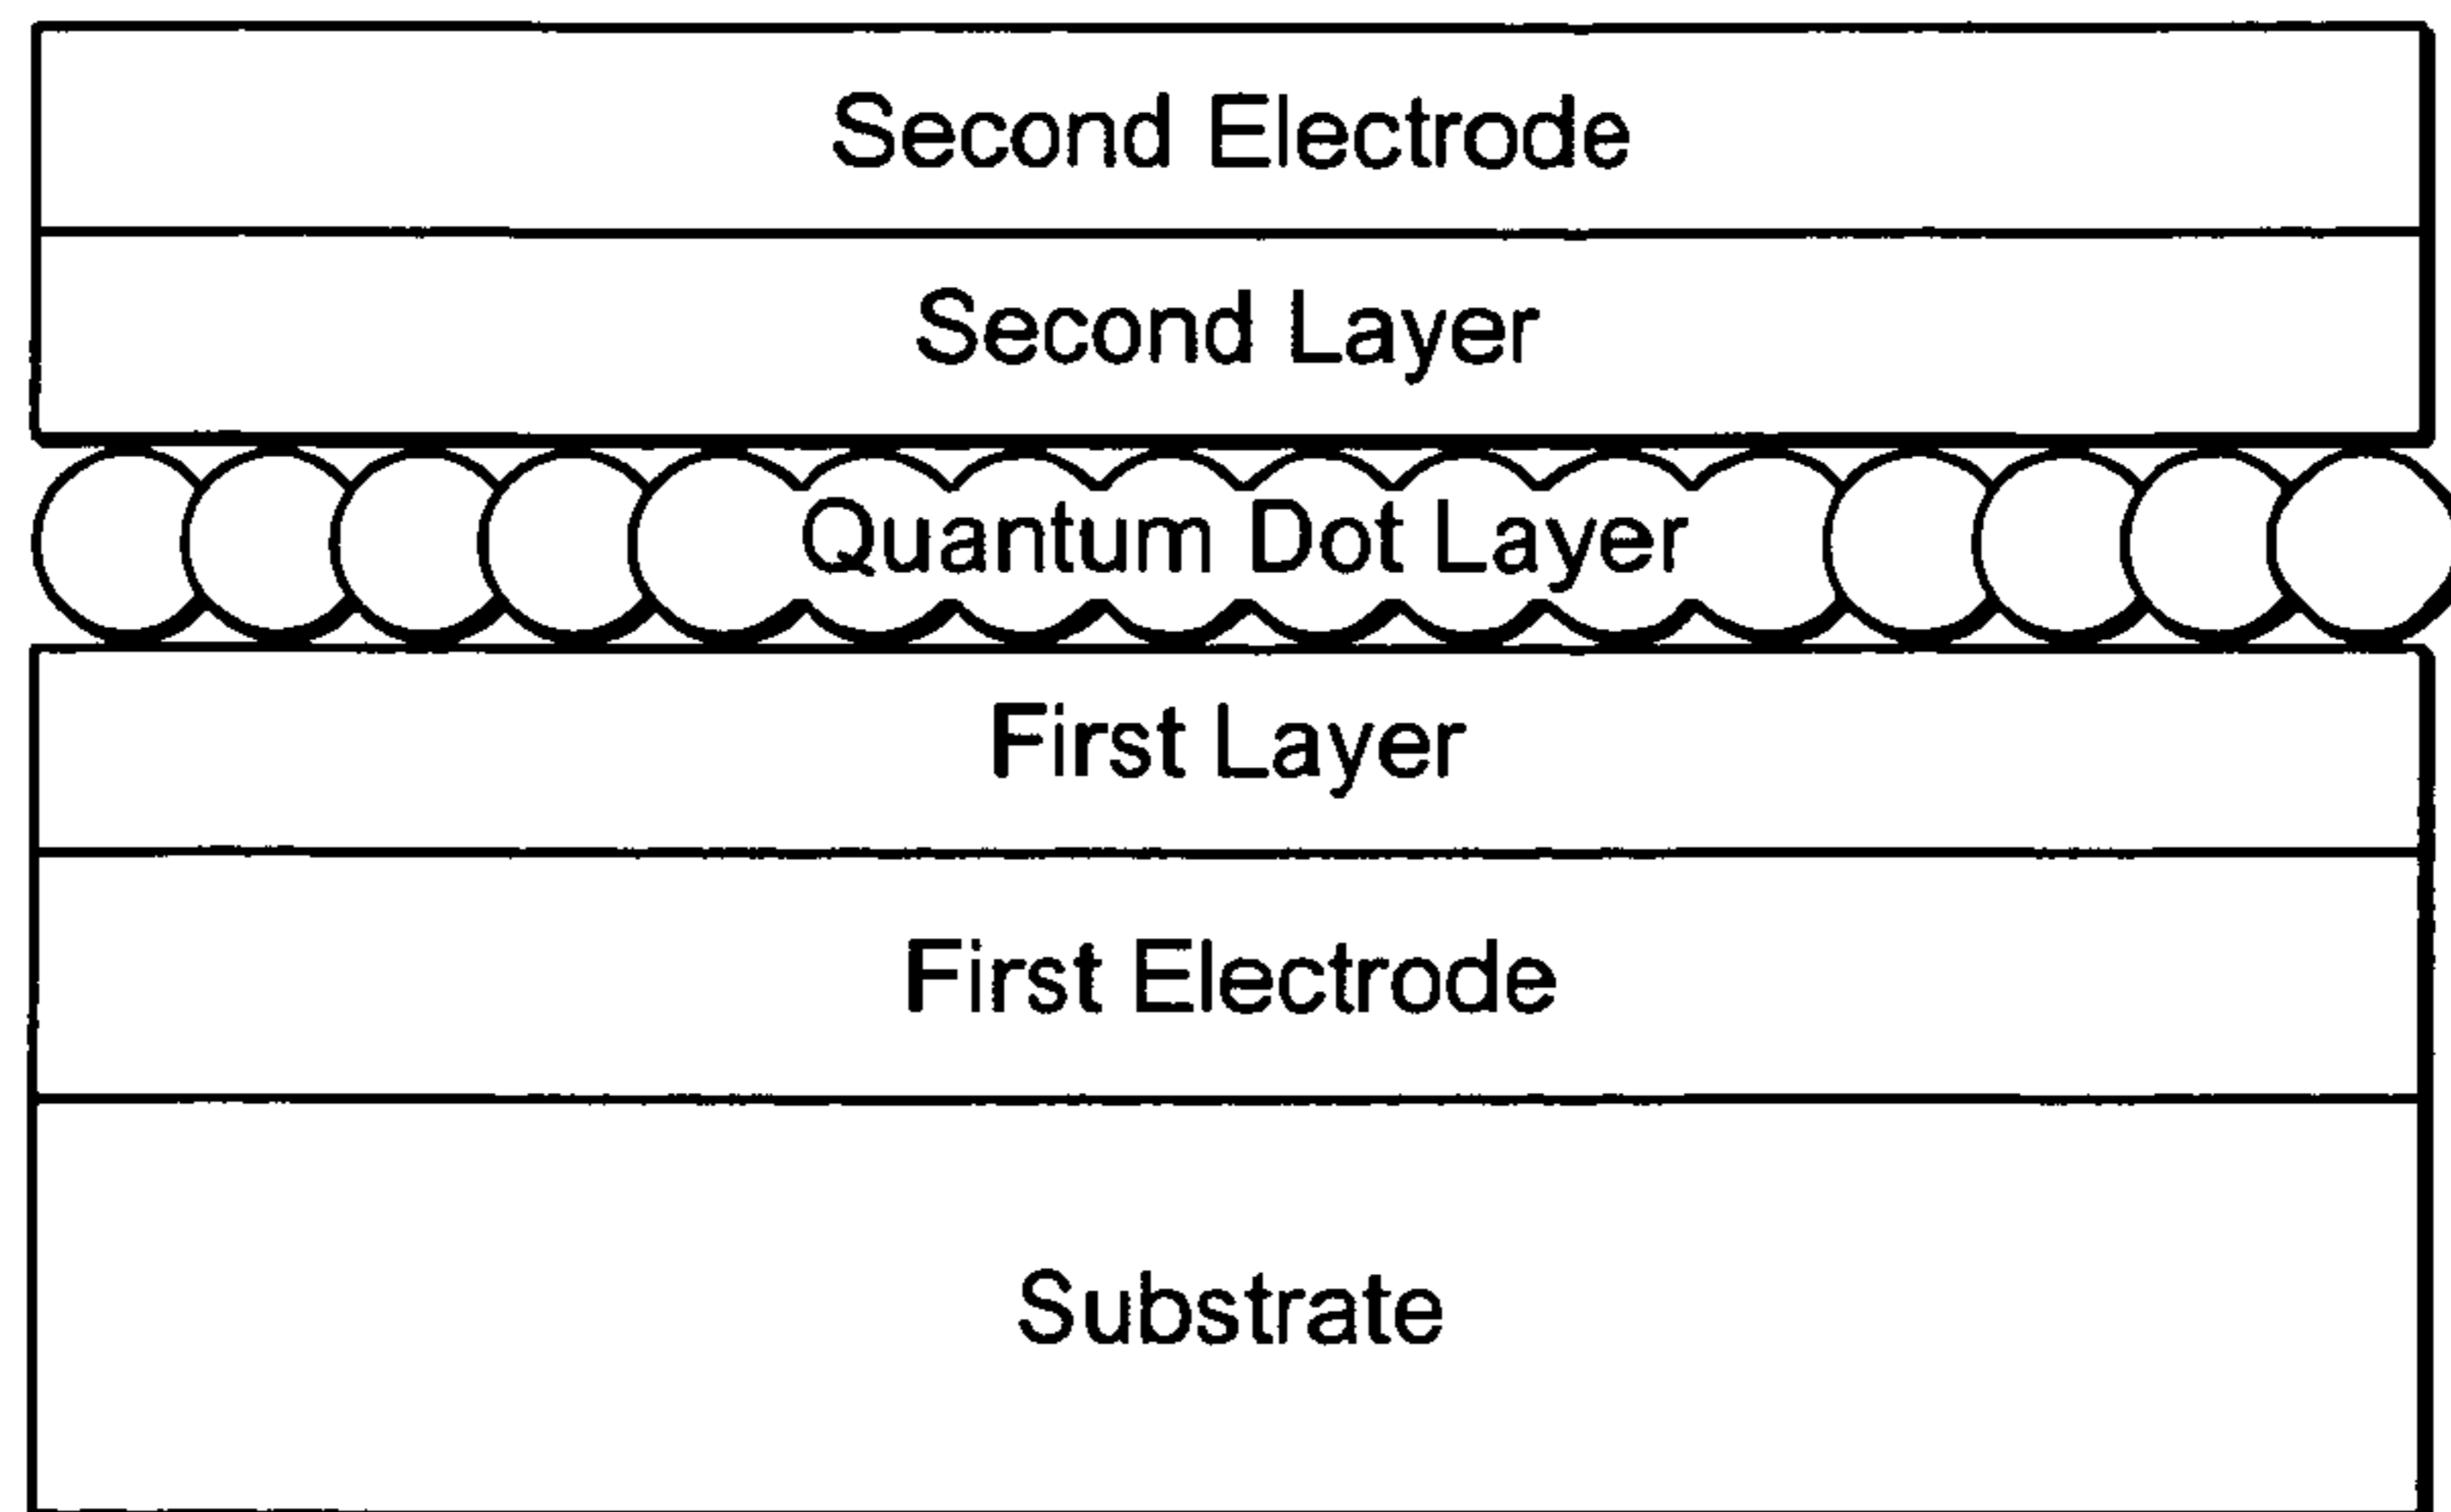 Second Electrode
Second Layer
Quantum Dot Layer
First Layer
First Electrode
Substrate